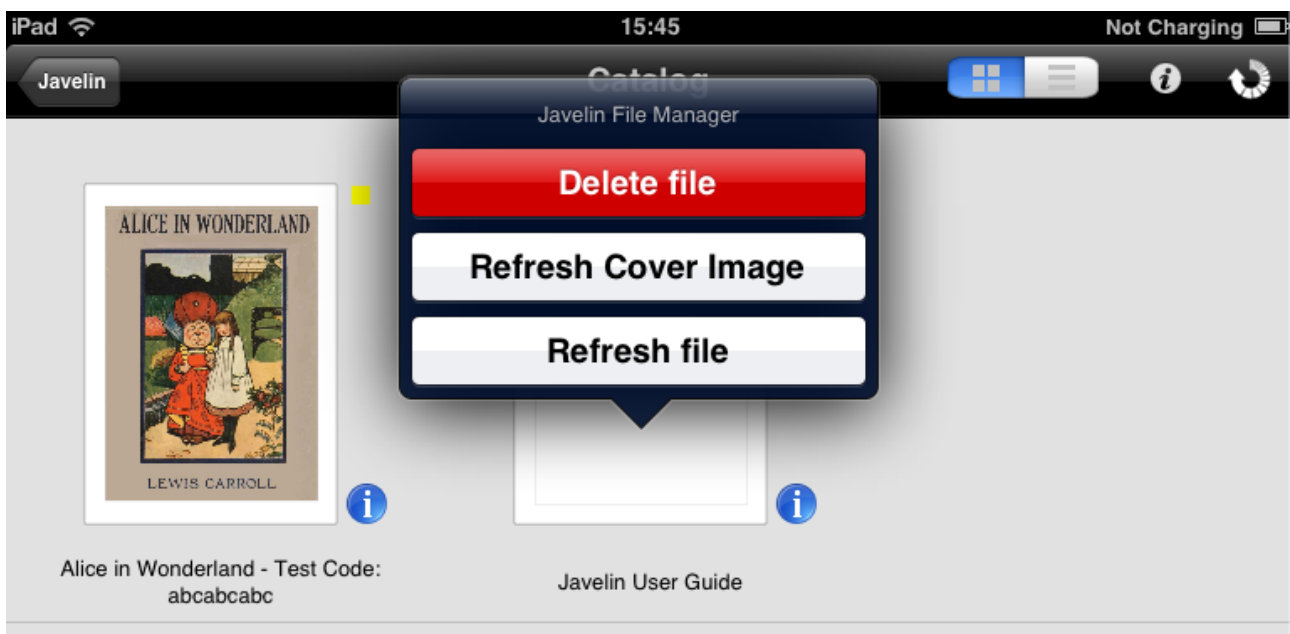 iPad 15:45 Not Charging
Javelin Catalog
Javelin File Manager
Delete file
Refresh Cover Image
Refresh file
ALICE IN WONDERLAND
LEWIS CARROLL
Alice in Wonderland - Test Code:
abcabcabc
Javelin User Guide